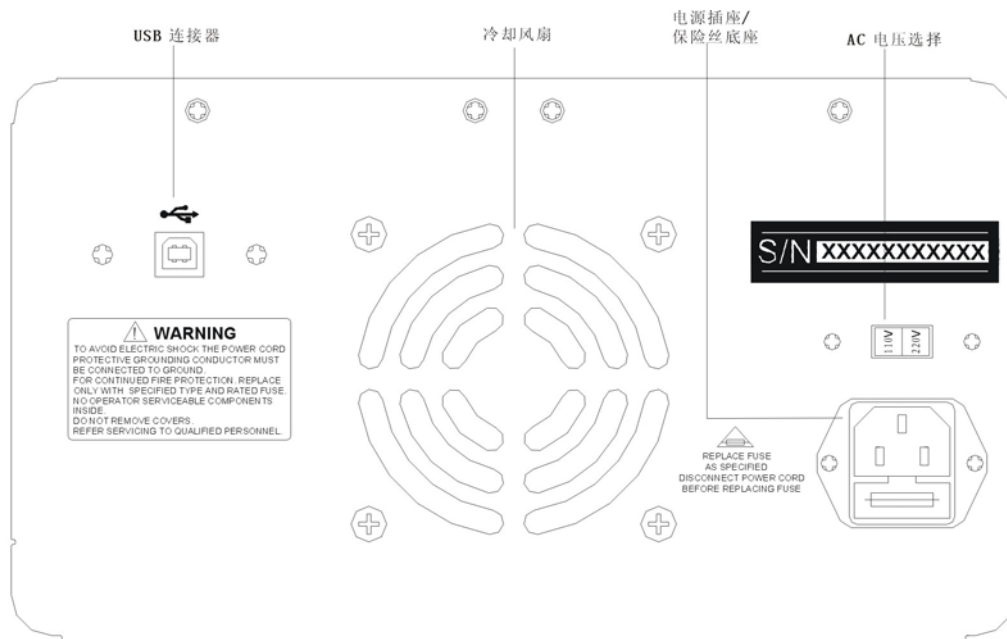 电源插座/
保险丝底座
USB 连接器
冷却风扇
AC 电压选择
S/N XXXXXXXXXXX
110V
220V
WARNING
TO AVOID ELECTRIC SHOCK THE POWER CORD
PROTECTIVE GROUNDING CONDUCTOR MUST
BE CONNECTED TO GROUND.
FOR CONTINUED FIRE PROTECTION. REPLACE
ONLY WITH SPECIFIED TYPE AND RATED FUSE.
NO OPERATOR SERVICEABLE COMPONENTS
INSIDE.
DO NOT REMOVE COVERS.
REFER SERVICING TO QUALIFIED PERSONNEL.
REPLACE FUSE
AS SPECIFIED
DISCONNECT POWER CORD
BEFORE REPLACING FUSE